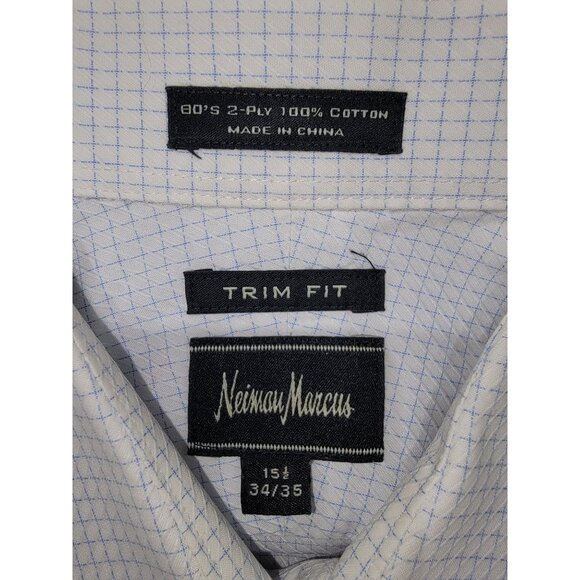 80'S 2-PLY 100% COTTON
MADE IN CHINA
TRIM FIT
Neiman Marcus
15½
34/35